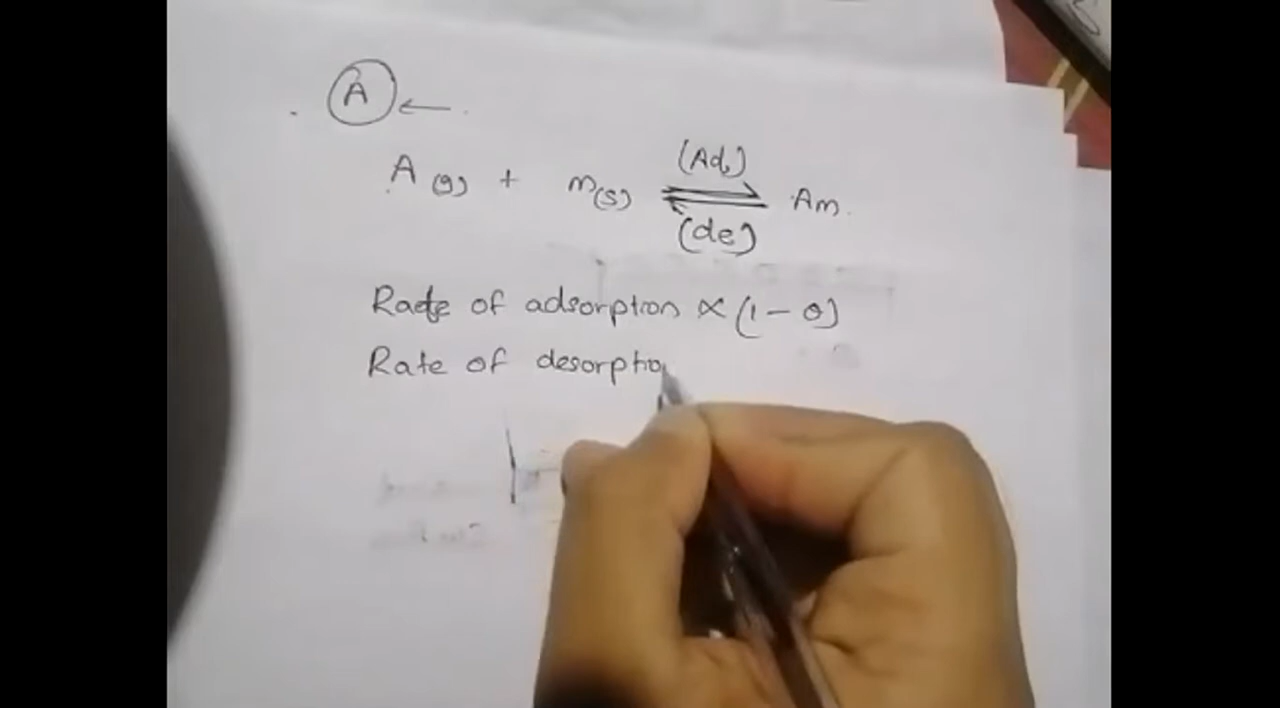 A ←
A (g) + m(s) ⇌ Am.
(Ad)
(de)
Rate of adsorption ∝ (1 - θ)
Rate of desorptio